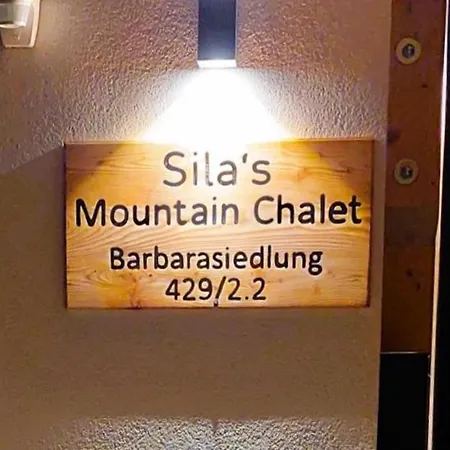 Sila's
Mountain Chalet
Barbarasiedlung
429/2.2